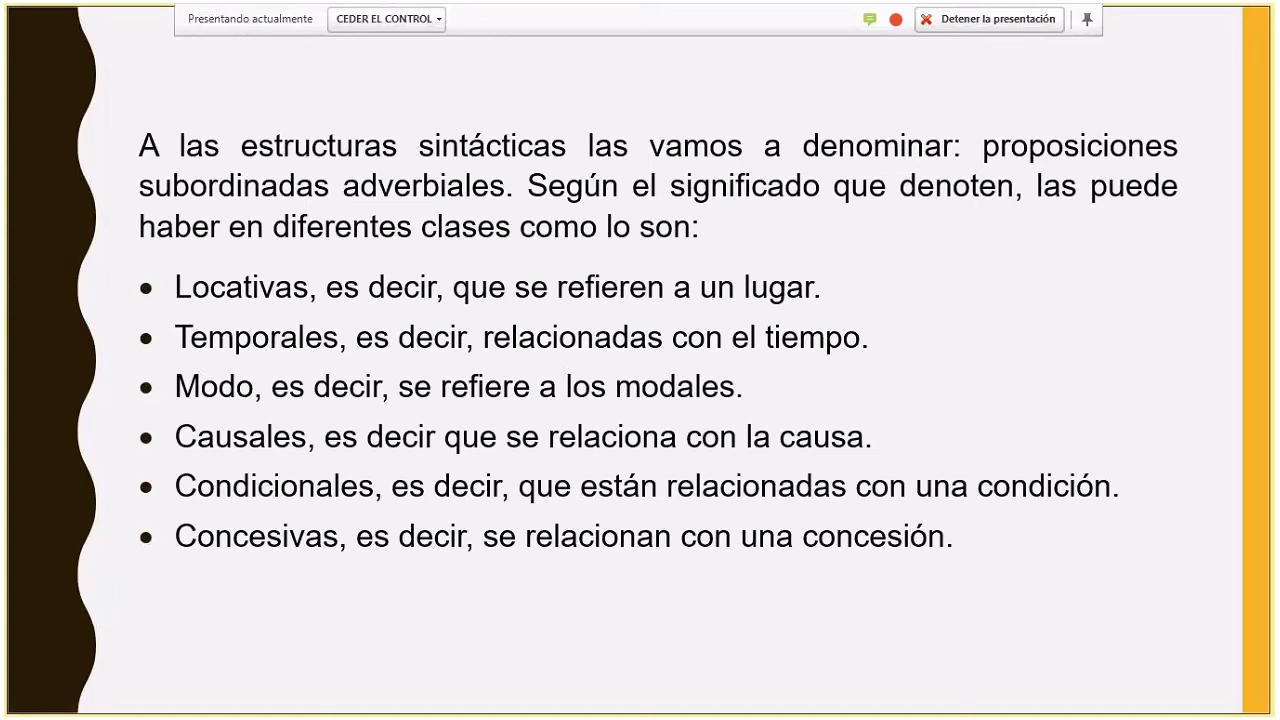 Presentando actualmente CEDER EL CONTROL Detener la presentación
A las estructuras sintácticas las vamos a denominar: proposiciones
subordinadas adverbiales. Según el significado que denoten, las puede
haber en diferentes clases como lo son:
• Locativas, es decir, que se refieren a un lugar.
• Temporales, es decir, relacionadas con el tiempo.
• Modo, es decir, se refiere a los modales.
• Causales, es decir que se relaciona con la causa.
• Condicionales, es decir, que están relacionadas con una condición.
• Concesivas, es decir, se relacionan con una concesión.